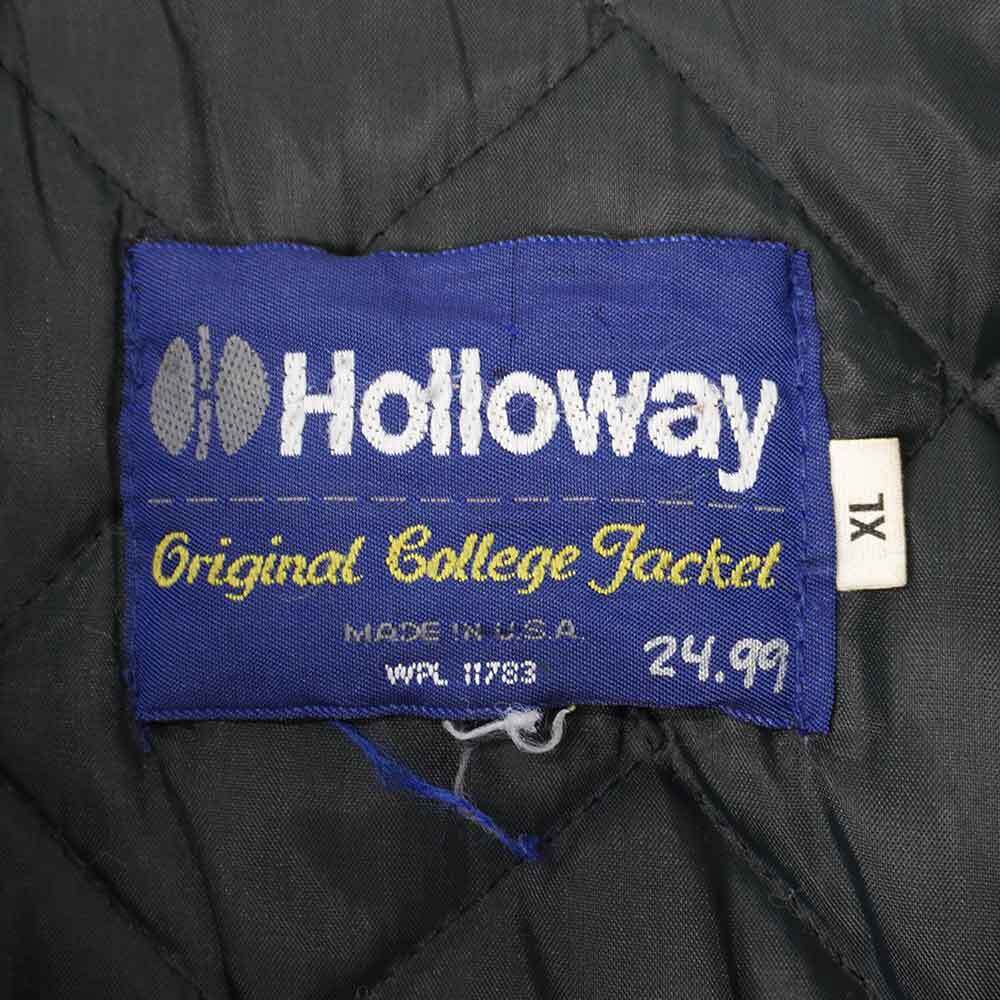 Holloway
Original College Jacket
MADE IN U.S.A.
WPL 11783
24.99
XL